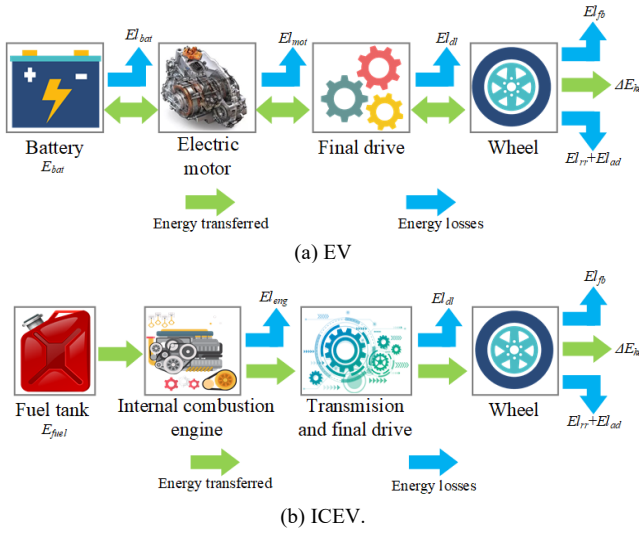 El_bat El_mot El_dl El_fb
ΔE_k
Battery Electric motor Final drive Wheel
E_bat
El_rr+El_ad
Energy transferred Energy losses
(a) EV
El_eng El_dl El_fb
ΔE_k
Fuel tank Internal combustion engine Transmision and final drive Wheel
E_fuel
El_rr+El_ad
Energy transferred Energy losses
(b) ICEV.